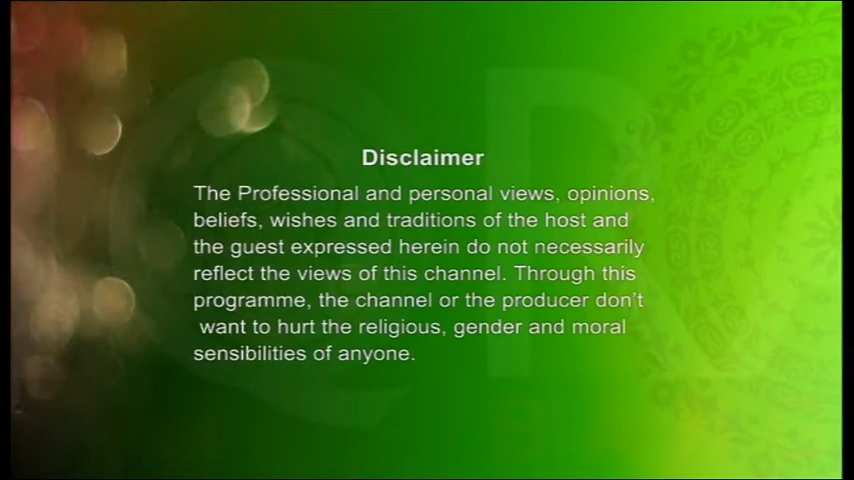 Disclaimer
The Professional and personal views, opinions,
beliefs, wishes and traditions of the host and
the guest expressed herein do not necessarily
reflect the views of this channel. Through this
programme, the channel or the producer don't
want to hurt the religious, gender and moral
sensibilities of anyone.